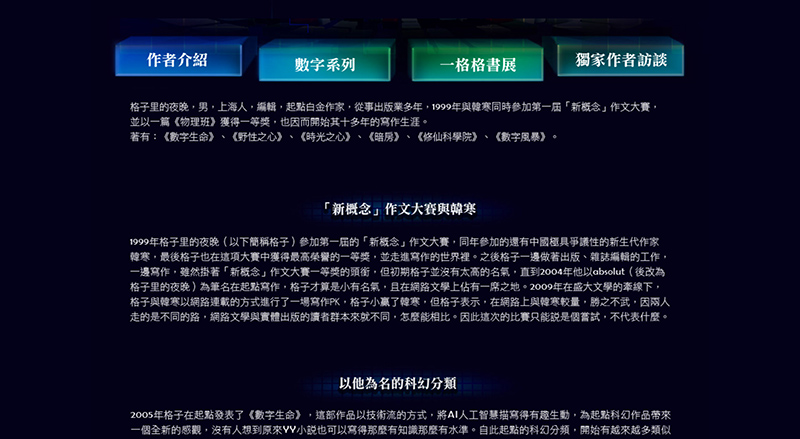 作者介紹
數字系列
一格格書展
獨家作者訪談
格子里的夜晚，男，上海人，編輯，起點白金作家，從事出版業多年，1999年與韓寒同時參加第一屆「新概念」作文大賽，
並以一篇《物理班》獲得一等獎，也因而開始其十多年的寫作生涯。
著有：《數字生命》、《野性之心》、《時光之心》、《暗房》、《修仙科學院》、《數字風暴》。
「新概念」作文大賽與韓寒
1999年格子里的夜晚（以下簡稱格子）參加第一屆的「新概念」作文大賽，同年參加的還有中國極具爭議性的新生代作家
韓寒，最後格子也在這項大賽中獲得最高榮譽的一等獎，並走進寫作的世界裡。之後格子一邊做著出版、雜誌編輯的工作，
一邊寫作，雖然掛著「新概念」作文大賽一等獎的頭銜，但初期格子並沒有太高的名氣，直到2004年他以absolut（後改為
格子里的夜晚）為筆名在起點寫作，格子才算是小有名氣，且在網路文學上佔有一席之地。2009年在盛大文學的牽線下，
格子與韓寒以網路連載的方式進行了一場寫作PK，格子小贏了韓寒，但格子表示，在網路上與韓寒較量，勝之不武，因兩人
走的是不同的路，網路文學與實體出版的讀者群本來就不同，怎麼能相比。因此這次的比賽只能說是個嘗試，不代表什麼。
以他為名的科幻分類
2005年格子在起點發表了《數字生命》，這部作品以技術流的方式，將AI人工智慧描寫得有趣生動，為起點科幻作品帶來
一個全新的感觀，沒有人想到原來YY小說也可以寫得那麼有知識那麼有水準。自此起點的科幻分類，開始有越來越多類似